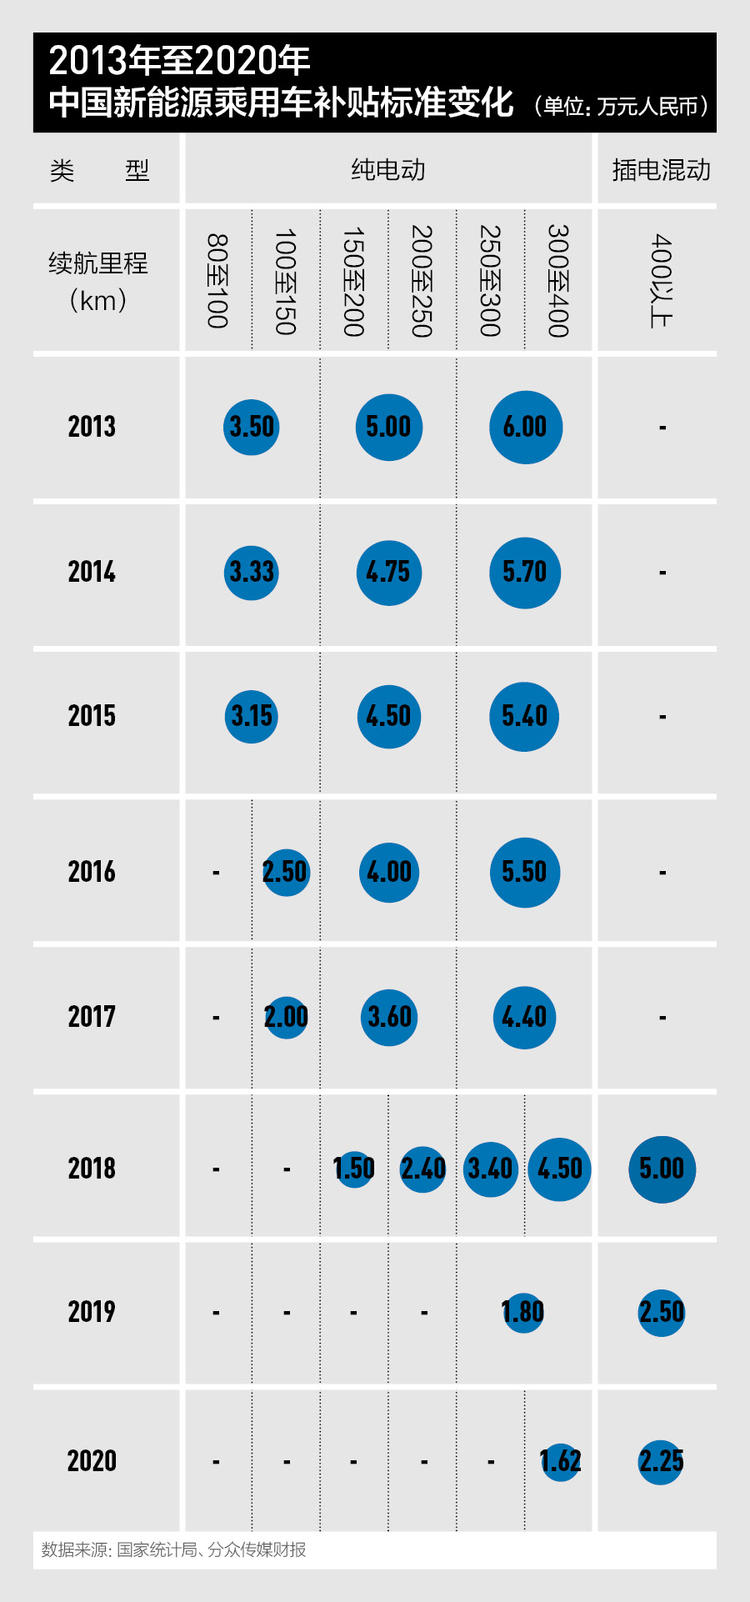 2013年至2020年
中国新能源乘用车补贴标准变化 （单位：万元人民币）
类 型 纯电动 插电混动
续航里程
（km）
80至100 100至150 150至200 200至250 250至300 300至400 400以上
2013 3.50 5.00 6.00 -
2014 3.33 4.75 5.70 -
2015 3.15 4.50 5.40 -
2016 - 2.50 4.00 5.50 -
2017 - 2.00 3.60 4.40 -
2018 - - 1.50 2.40 3.40 4.50 5.00
2019 - - - - 1.80 2.50
2020 - - - - - 1.62 2.25
数据来源：国家统计局、分众传媒财报